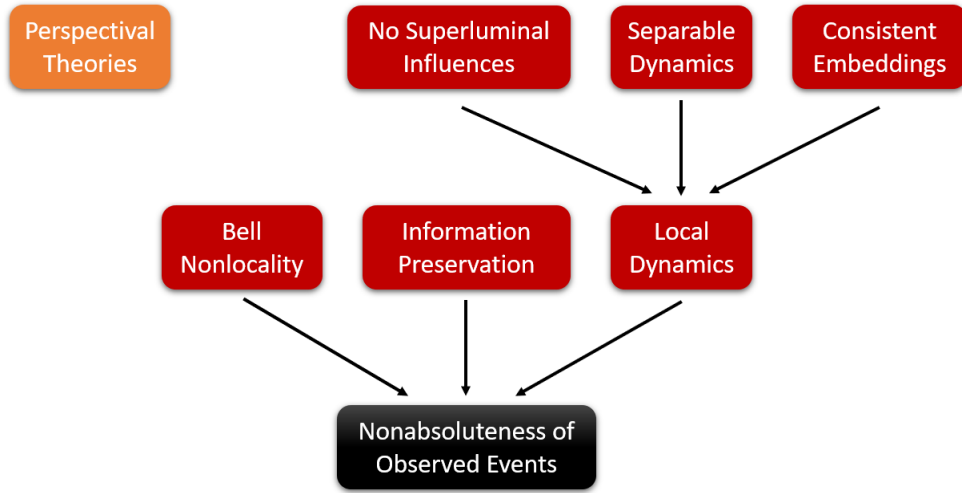 Perspectival
Theories
No Superluminal
Influences
Separable
Dynamics
Consistent
Embeddings
Bell
Nonlocality
Information
Preservation
Local
Dynamics
Nonabsoluteness of
Observed Events